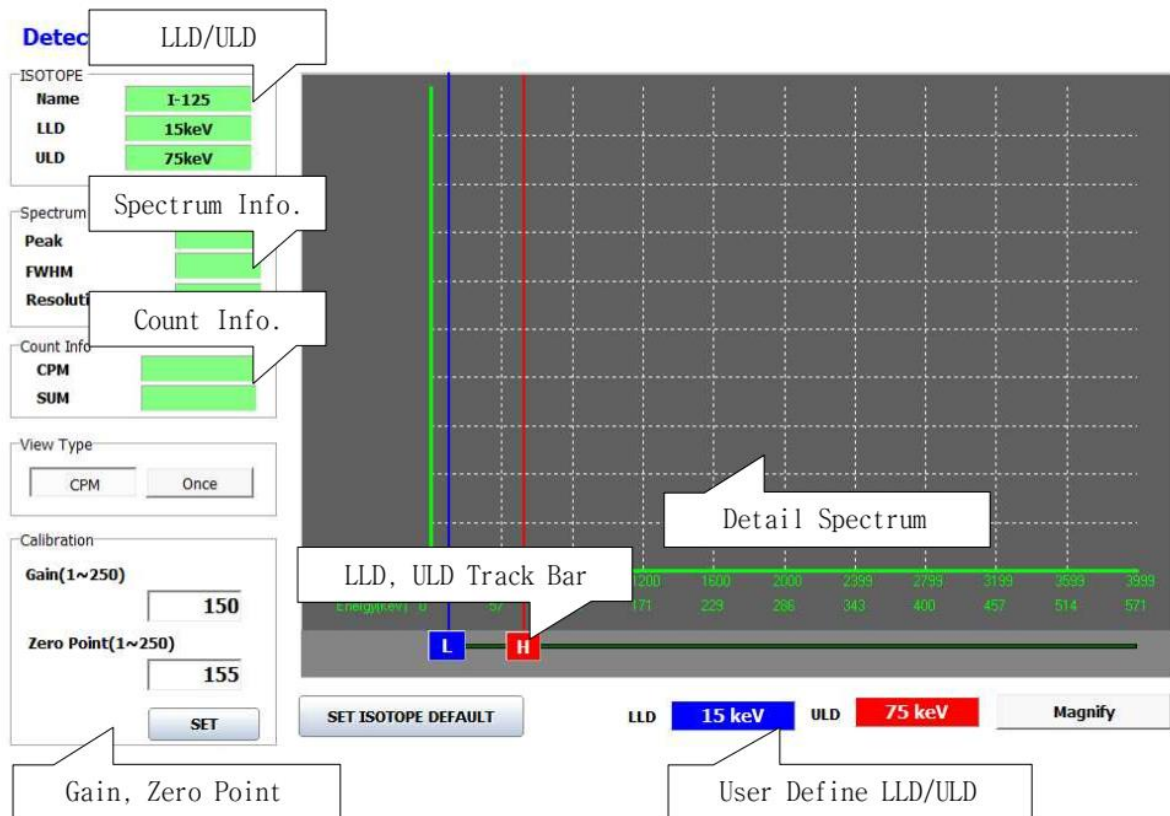 Detec
LLD/ULD
ISOTOPE
Name I-125
LLD 15keV
ULD 75keV
Spectrum Info.
Spectrum
Peak
FWHM
Resoluti
Count Info.
Count Info
CPM
SUM
View Type
CPM Once
Calibration
Gain(1~250)
150
Zero Point(1~250)
155
SET
Gain, Zero Point
Detail Spectrum
LLD, ULD Track Bar
1200 1600 2000 2399 2799 3199 3599 3999
Energy[KeV] 0 57 171 229 286 343 400 457 514 571
L H
SET ISOTOPE DEFAULT
LLD 15 keV ULD 75 keV Magnify
User Define LLD/ULD